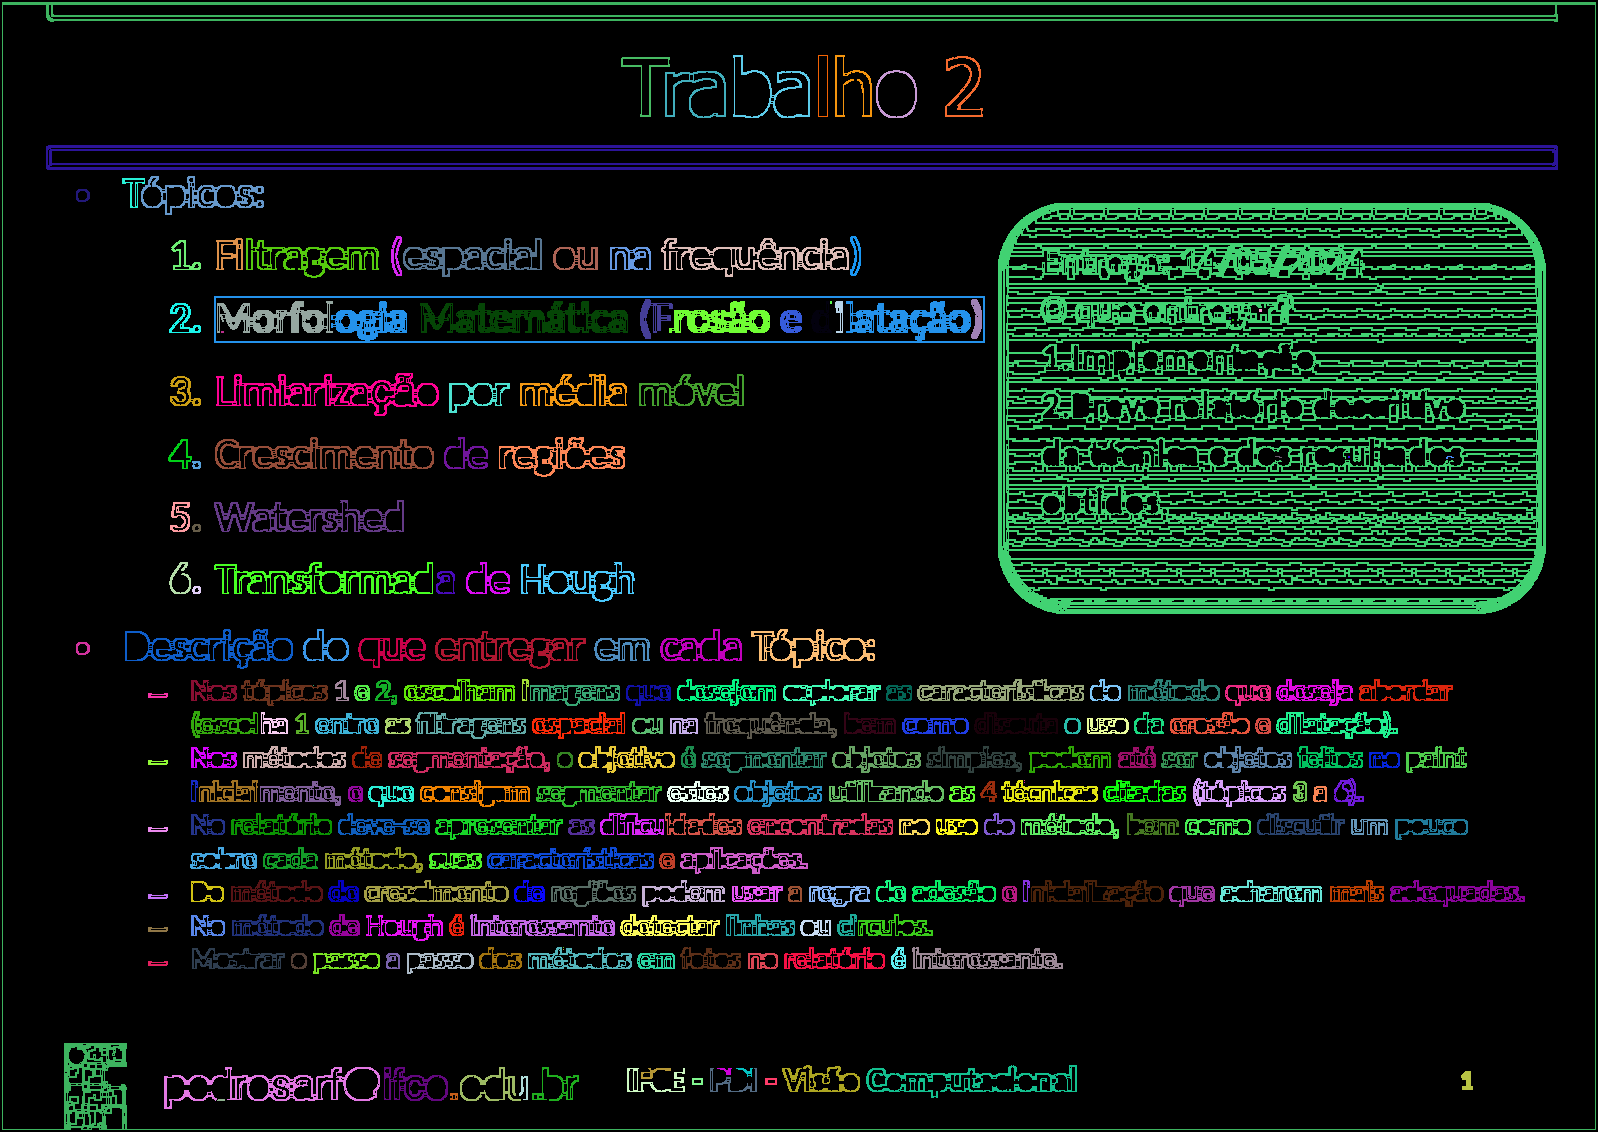 Trabalho 2
Tópicos:
1. Filtragem (espacial ou na frequência)
2. Morfologia Matemática (Erosão e Dilatação)
3. Limiarização por média móvel
4. Crescimento de regiões
5. Watershed
6. Transformada de Hough
Entrega: 14/05/2024
O que entregar?
1.Implementação
2.Breve relatório descritivo
da técnica e dos resultados
obtidos.
Descrição do que entregar em cada Tópico:
– Nos tópicos 1 e 2, escolham imagens que desejem explorar as características do método que deseja abordar
(escolha 1 entre as filtragens espacial ou na frequência, bem como discuta o uso da erosão e dilatação).
– Nos métodos de segmentação, o objetivo é segmentar objetos simples, podem até ser objetos feitos no paint
inicialmente, e que consigam segmentar estes objetos utilizando as 4 técnicas citadas (tópicos 3 a 6).
– No relatório deve-se apresentar as dificuldades encontradas no uso do método, bem como discutir um pouco
sobre cada método, suas características e aplicações.
– Do método de crescimento de regiões podem usar a regra de adesão e inicialização que acharem mais adequadas.
– No método de Hough é interessante detectar linhas ou círculos.
– Mostrar o passo a passo dos métodos em fotos no relatório é interessante.
pedrosarf@ifce.edu.br
IFCE - PDI - Visão Computacional
1